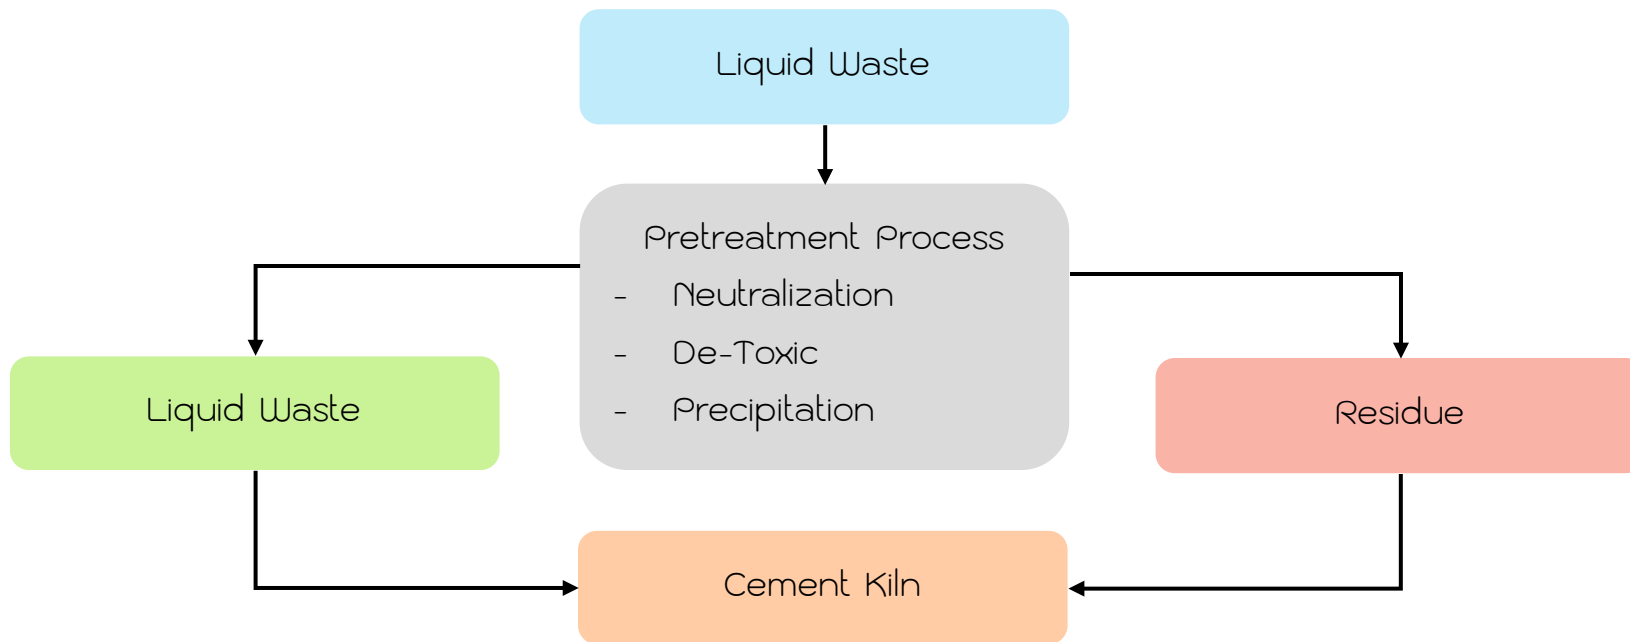 Liquid Waste
Pretreatment Process
- Neutralization
- De-Toxic
- Precipitation
Liquid Waste
Residue
Cement Kiln